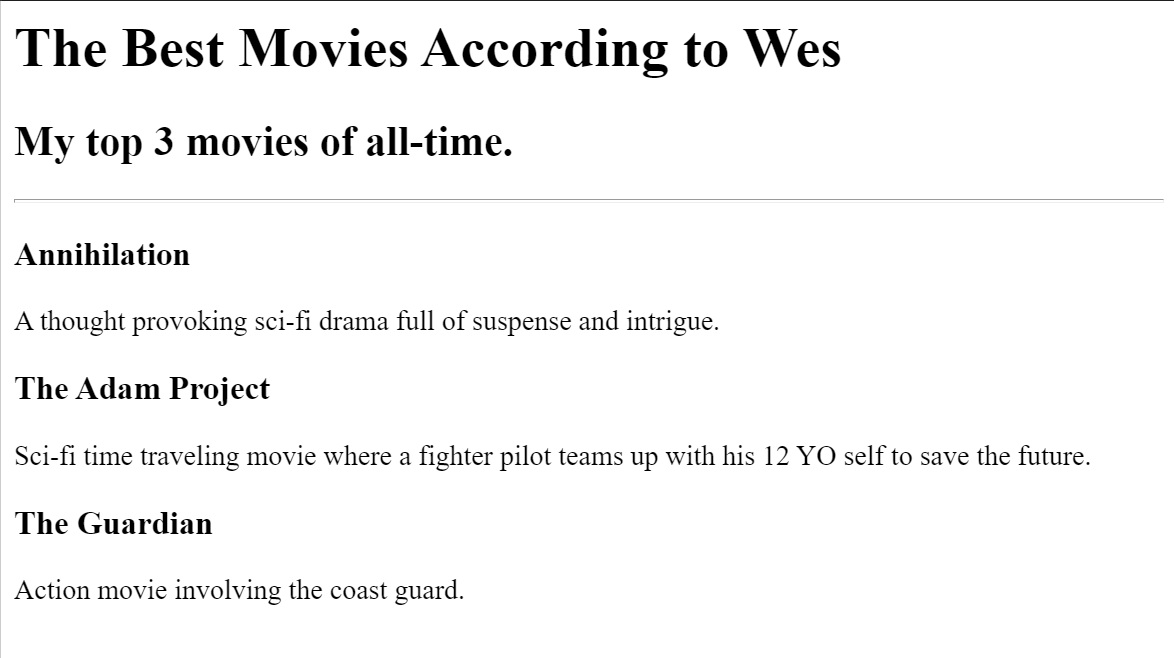 The Best Movies According to Wes
My top 3 movies of all-time.
Annihilation
A thought provoking sci-fi drama full of suspense and intrigue.
The Adam Project
Sci-fi time traveling movie where a fighter pilot teams up with his 12 YO self to save the future.
The Guardian
Action movie involving the coast guard.